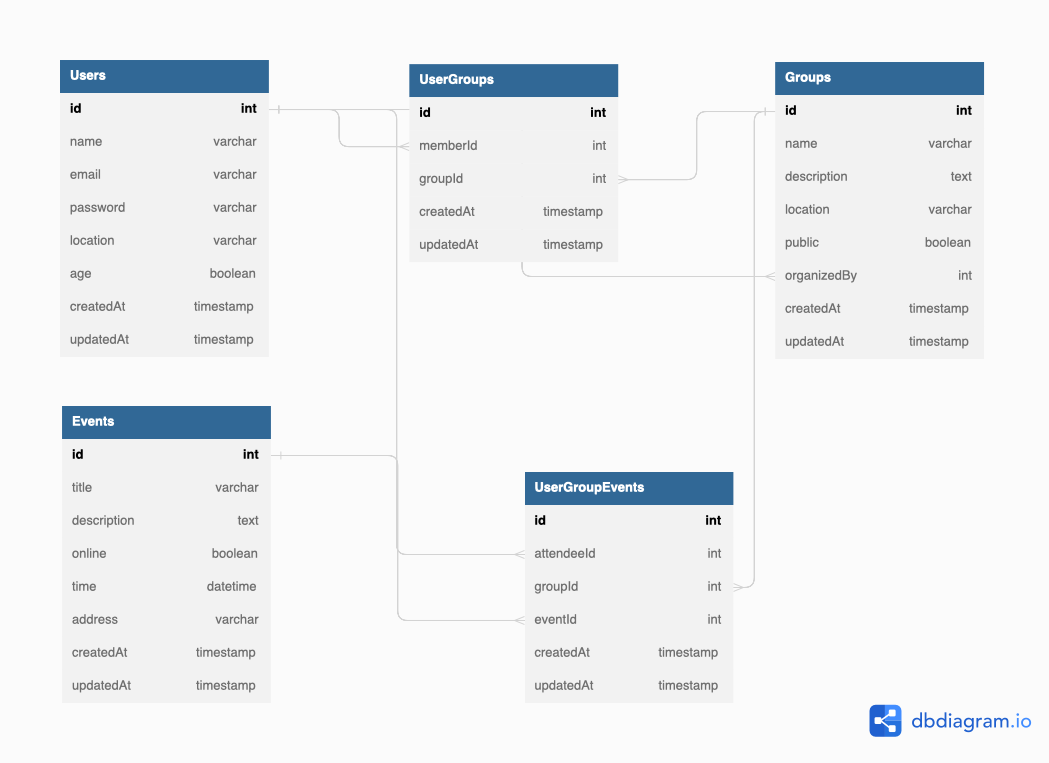 Users
id int
name varchar
email varchar
password varchar
location varchar
age boolean
createdAt timestamp
updatedAt timestamp
UserGroups
id int
memberId int
groupId int
createdAt timestamp
updatedAt timestamp
Groups
id int
name varchar
description text
location varchar
public boolean
organizedBy int
createdAt timestamp
updatedAt timestamp
Events
id int
title varchar
description text
online boolean
time datetime
address varchar
createdAt timestamp
updatedAt timestamp
UserGroupEvents
id int
attendeeId int
groupId int
eventId int
createdAt timestamp
updatedAt timestamp
dbdiagram.io